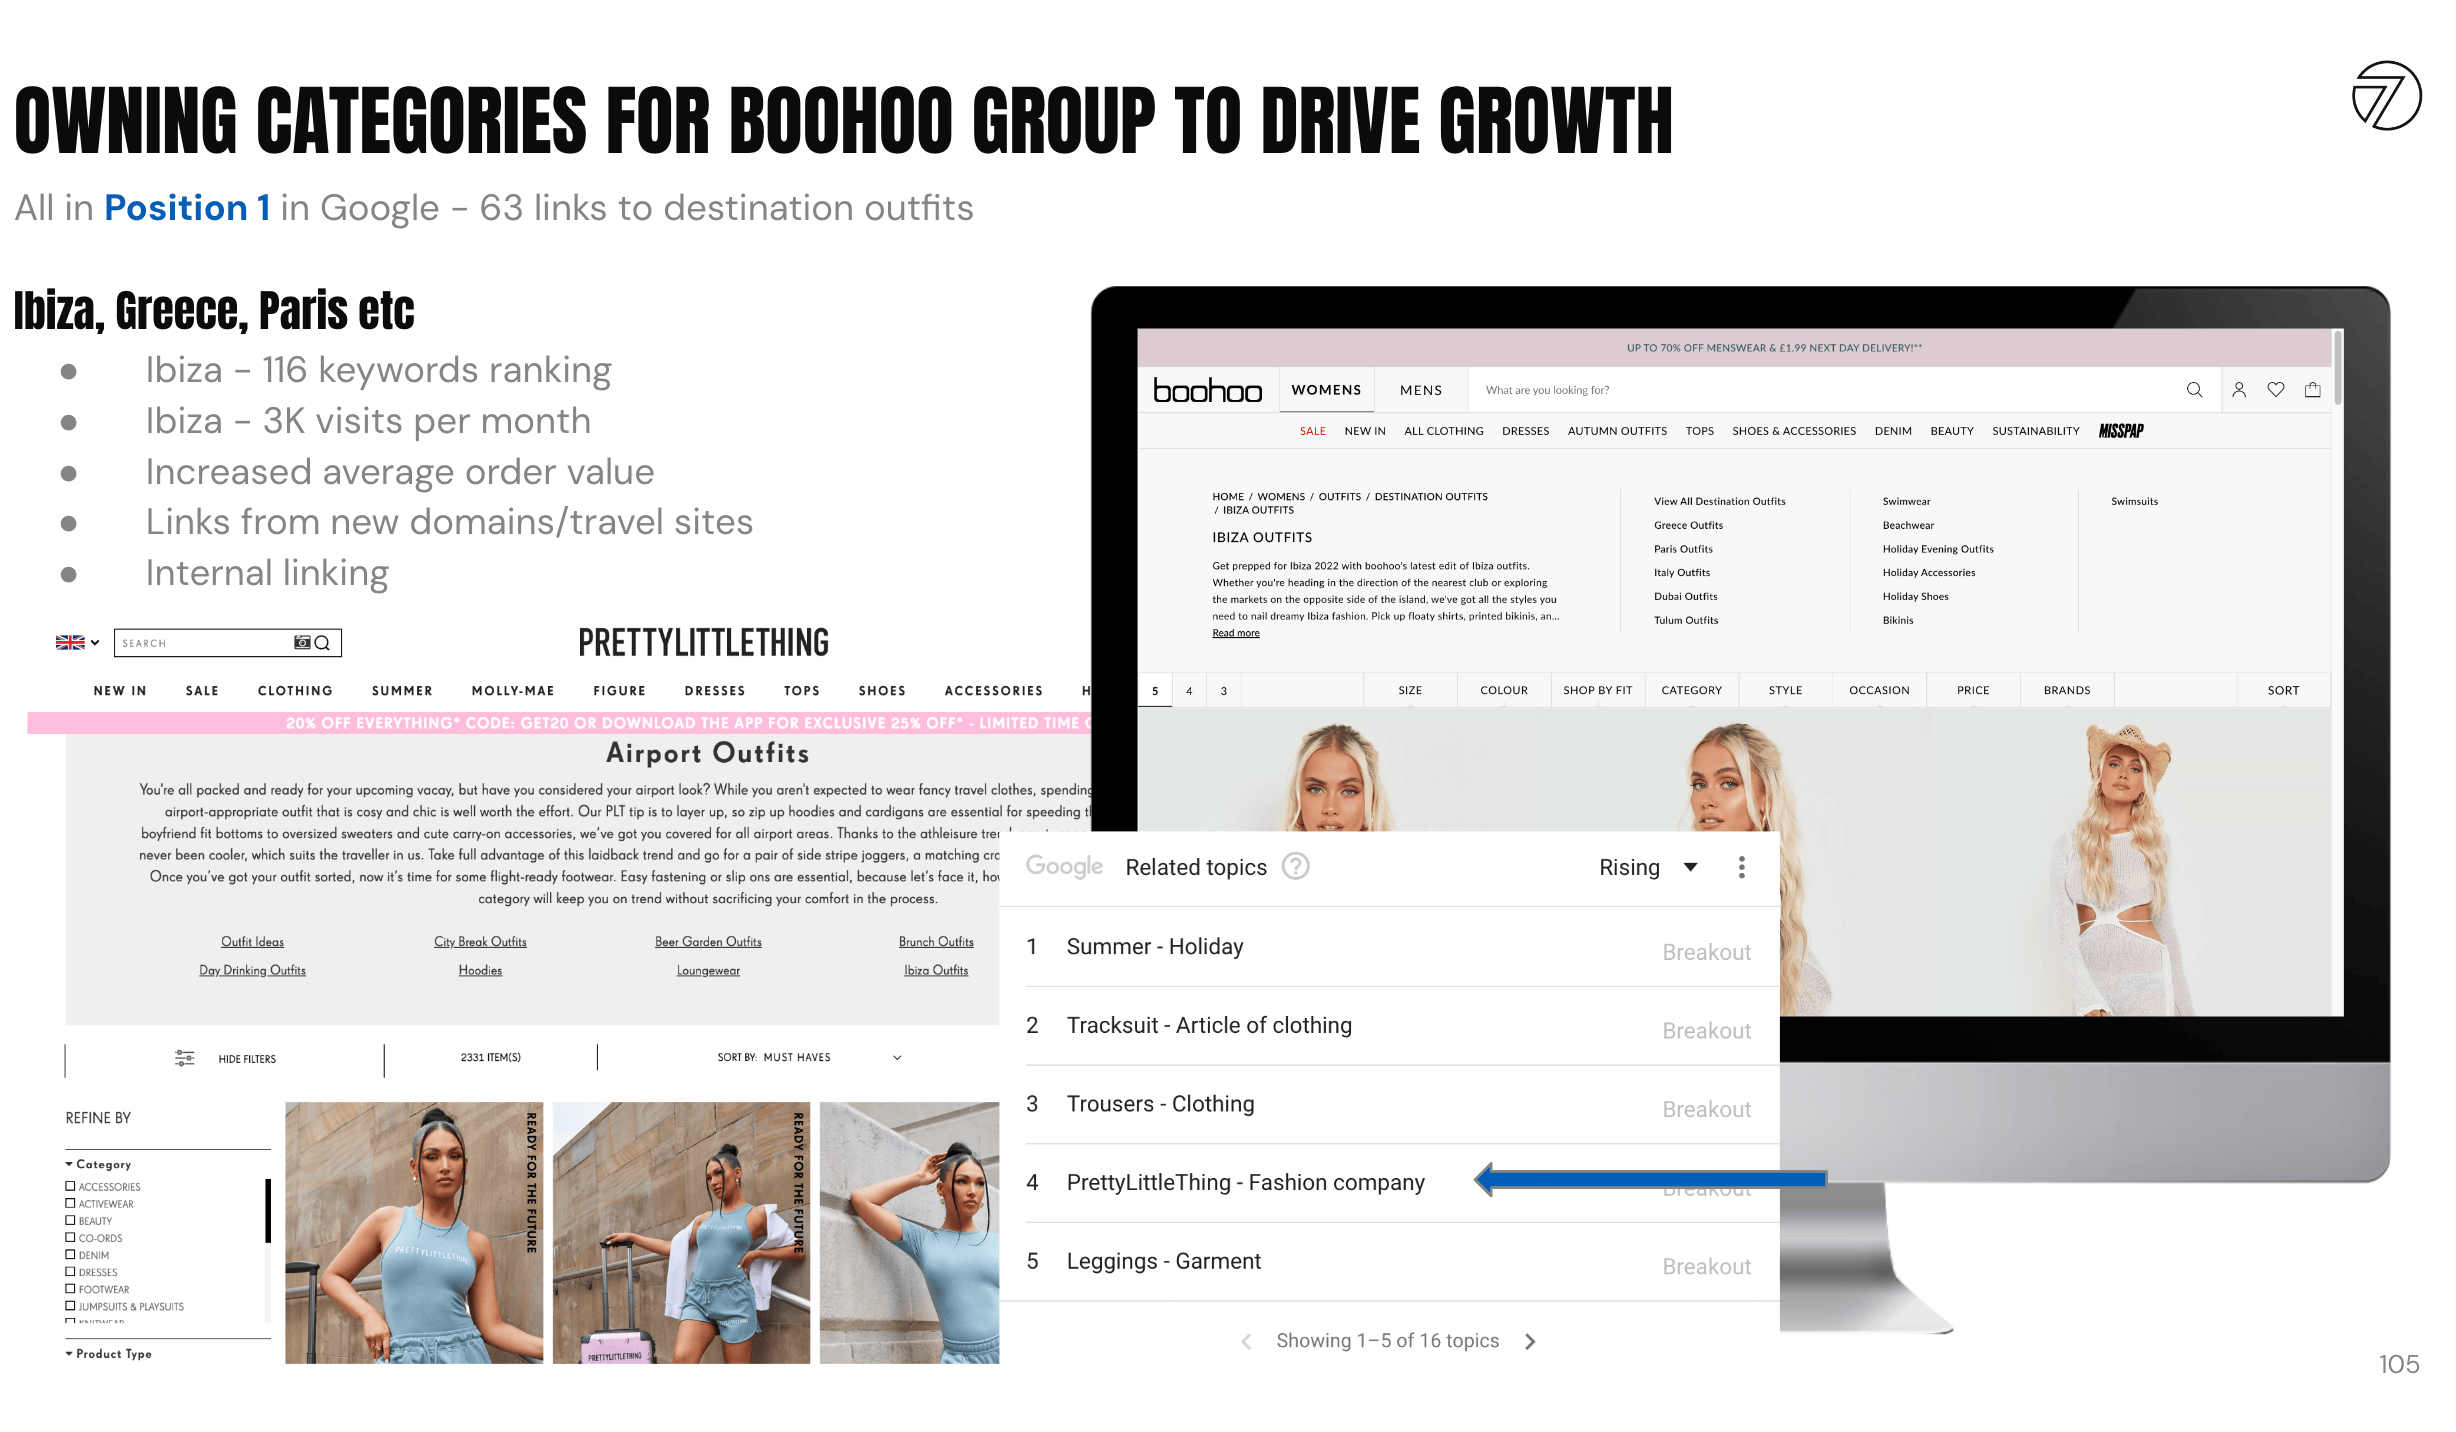 OWNING CATEGORIES FOR BOOHOO GROUP TO DRIVE GROWTH
All in Position 1 in Google - 63 links to destination outfits
Ibiza, Greece, Paris etc
● Ibiza - 116 keywords ranking
● Ibiza - 3K visits per month
● Increased average order value
● Links from new domains/travel sites
● Internal linking
SEARCH
PRETTYLITTLETHING
NEW IN SALE CLOTHING SUMMER MOLLY-MAE FIGURE DRESSES TOPS SHOES ACCESSORIES H
20% OFF EVERYTHING* CODE: GET20 OR DOWNLOAD THE APP FOR EXCLUSIVE 25% OFF* - LIMITED TIME
Airport Outfits
You're all packed and ready for your upcoming vacay, but have you considered your airport look? While you aren't expected to wear fancy travel clothes, spending
airport-appropriate outfit that is cosy and chic is well worth the effort. Our PLT tip is to layer up, so zip up hoodies and cardigans are essential for speeding
boyfriend fit bottoms to oversized sweaters and cute carry-on accessories, we've got you covered for all airport areas. Thanks to the athleisure
never been cooler, which suits the traveller in us. Take full advantage of this laidback trend and go for a pair of side stripe joggers, a matching
Once you've got your outfit sorted, now it's time for some flight-ready footwear. Easy fastening or slip ons are essential, because let's face it,
category will keep you on trend without sacrificing your comfort in the process.
Outfit Ideas City Break Outfits Beer Garden Outfits Brunch Outfits
Day Drinking Outfits Hoodies Loungewear Ibiza Outfits
HIDE FILTERS 2331 ITEM(S) SORT BY: MUST HAVES
REFINE BY
Category
ACCESSORIES
ACTIVEWEAR
BEAUTY
CO-ORDS
DENIM
DRESSES
FOOTWEAR
JUMPSUITS & PLAYSUITS
KNITWEAR
Product Type
READY FOR THE FUTURE
PRETTYLITTLETHING
READY FOR THE FUTURE
PRETTYLITTLETHING
UP TO 70% OFF MENSWEAR & £1.99 NEXT DAY DELIVERY!**
boohoo WOMENS MENS What are you looking for?
SALE NEW IN ALL CLOTHING DRESSES AUTUMN OUTFITS TOPS SHOES & ACCESSORIES DENIM BEAUTY SUSTAINABILITY MISSPAP
HOME / WOMENS / OUTFITS / DESTINATION OUTFITS
/ IBIZA OUTFITS
IBIZA OUTFITS
Get prepped for Ibiza 2022 with boohoo's latest edit of Ibiza outfits.
Whether you're heading in the direction of the nearest club or exploring
the markets on the opposite side of the island, we've got all the styles you
need to nail dreamy Ibiza fashion. Pick up floaty shirts, printed bikinis, an...
Read more
View All Destination Outfits
Greece Outfits
Paris Outfits
Italy Outfits
Dubai Outfits
Tulum Outfits
Swimwear
Beachwear
Holiday Evening Outfits
Holiday Accessories
Holiday Shoes
Bikinis
Swimsuits
5 4 3 SIZE COLOUR SHOP BY FIT CATEGORY STYLE OCCASION PRICE BRANDS SORT
Google Related topics ? Rising
1 Summer - Holiday Breakout
2 Tracksuit - Article of clothing Breakout
3 Trousers - Clothing Breakout
4 PrettyLittleThing - Fashion company Breakout
5 Leggings - Garment Breakout
Showing 1-5 of 16 topics
105